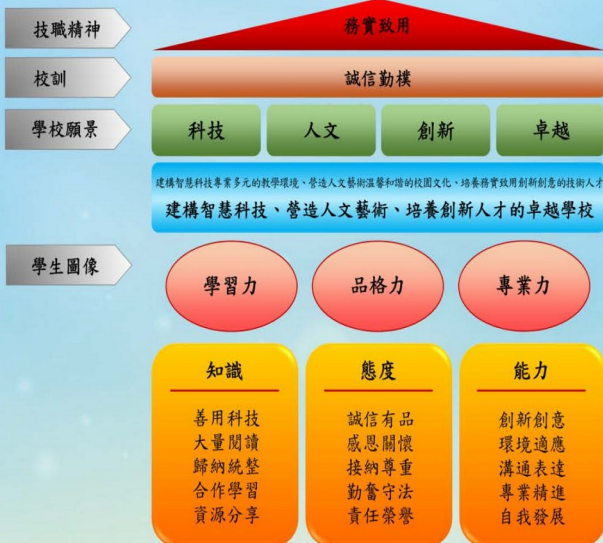 技職精神
務實致用
校訓
誠信勤樸
學校願景
科技
人文
創新
卓越
建構智慧科技專業多元的教學環境、營造人文藝術溫馨和諧的校園文化、培養務實致用創新創意的技術人才
建構智慧科技、營造人文藝術、培養創新人才的卓越學校
學生圖像
學習力
品格力
專業力
知識
善用科技
大量閱讀
歸納統整
合作學習
資源分享
態度
誠信有品
感恩關懷
接納尊重
勤奮守法
責任榮譽
能力
創新創意
環境適應
溝通表達
專業精進
自我發展